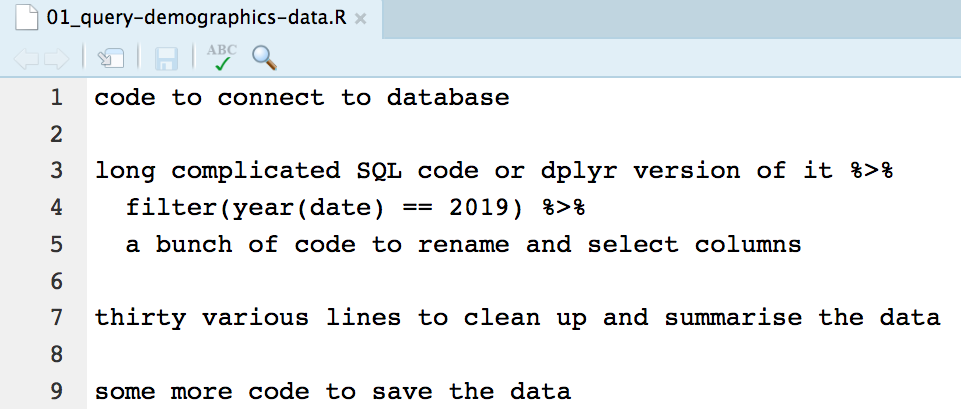 01_query-demographics-data.R
ABC
1 code to connect to database
2
3 long complicated SQL code or dplyr version of it %>%
4   filter(year(date) == 2019) %>%
5   a bunch of code to rename and select columns
6
7 thirty various lines to clean up and summarise the data
8
9 some more code to save the data